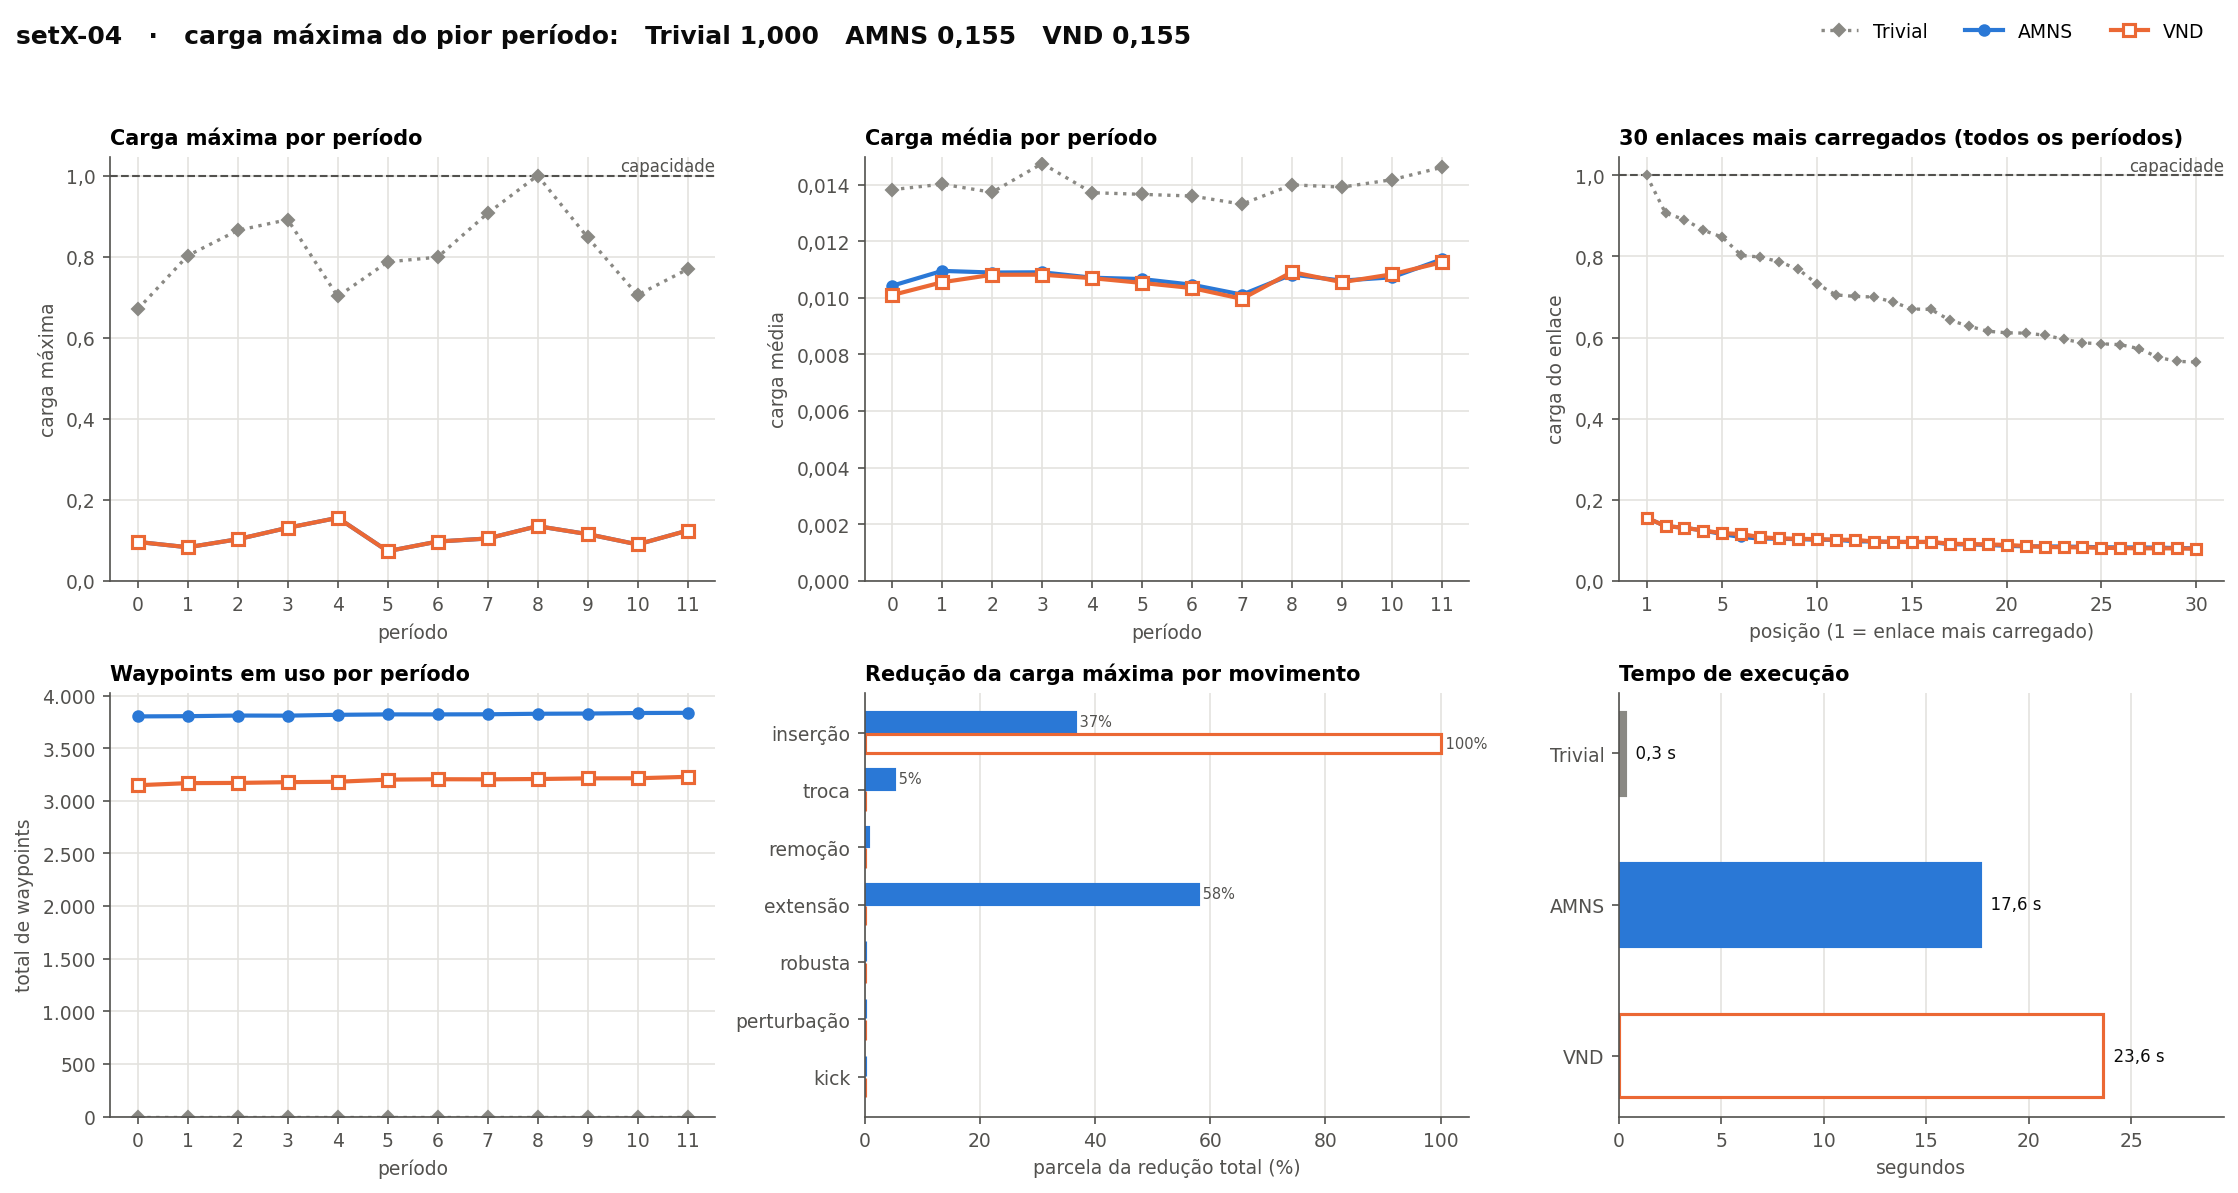 setX-04 · carga máxima do pior período: Trivial 1,000 AMNS 0,155 VND 0,155
Trivial
AMNS
VND
Carga máxima por período
capacidade
1,0
0,8
0,6
0,4
0,2
0,0
carga máxima
0 1 2 3 4 5 6 7 8 9 10 11
período
Carga média por período
0,014
0,012
0,010
0,008
0,006
0,004
0,002
0,000
carga média
0 1 2 3 4 5 6 7 8 9 10 11
período
30 enlaces mais carregados (todos os períodos)
capacidade
1,0
0,8
0,6
0,4
0,2
0,0
carga do enlace
1 5 10 15 20 25 30
posição (1 = enlace mais carregado)
Waypoints em uso por período
4.000
3.500
3.000
2.500
2.000
1.500
1.000
500
0
total de waypoints
0 1 2 3 4 5 6 7 8 9 10 11
período
Redução da carga máxima por movimento
inserção
37%
100%
troca
5%
remoção
extensão
58%
robusta
perturbação
kick
0 20 40 60 80 100
parcela da redução total (%)
Tempo de execução
Trivial
0,3 s
AMNS
17,6 s
VND
23,6 s
0 5 10 15 20 25
segundos